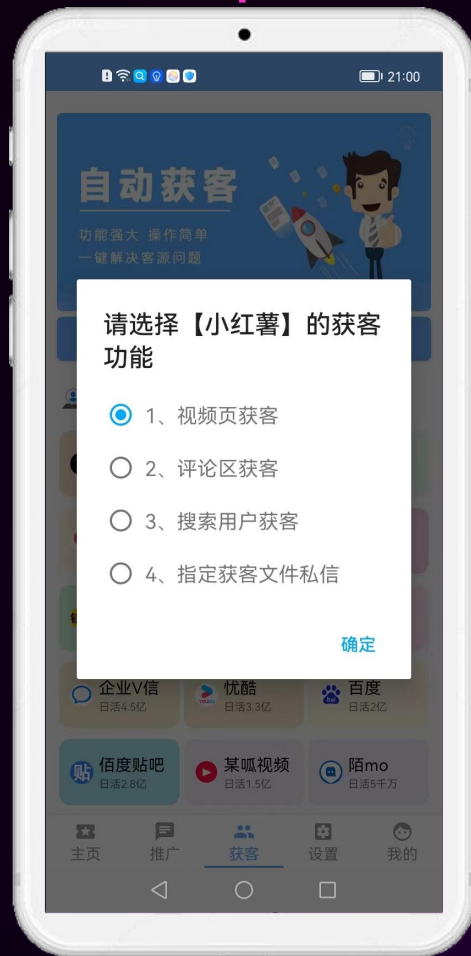 21:00
自动获客
功能强大 操作简单
一键解决客源问题
请选择【小红薯】的获客
功能
1、视频页获客
2、评论区获客
3、搜索用户获客
4、指定获客文件私信
确定
企业V信
日活4.5亿
忧酷
日活3.3亿
百度
日活2亿
贴
佰度贴吧
日活2.8亿
某呱视频
日活1.5亿
陌mo
日活5千万
主页
推广
获客
设置
我的